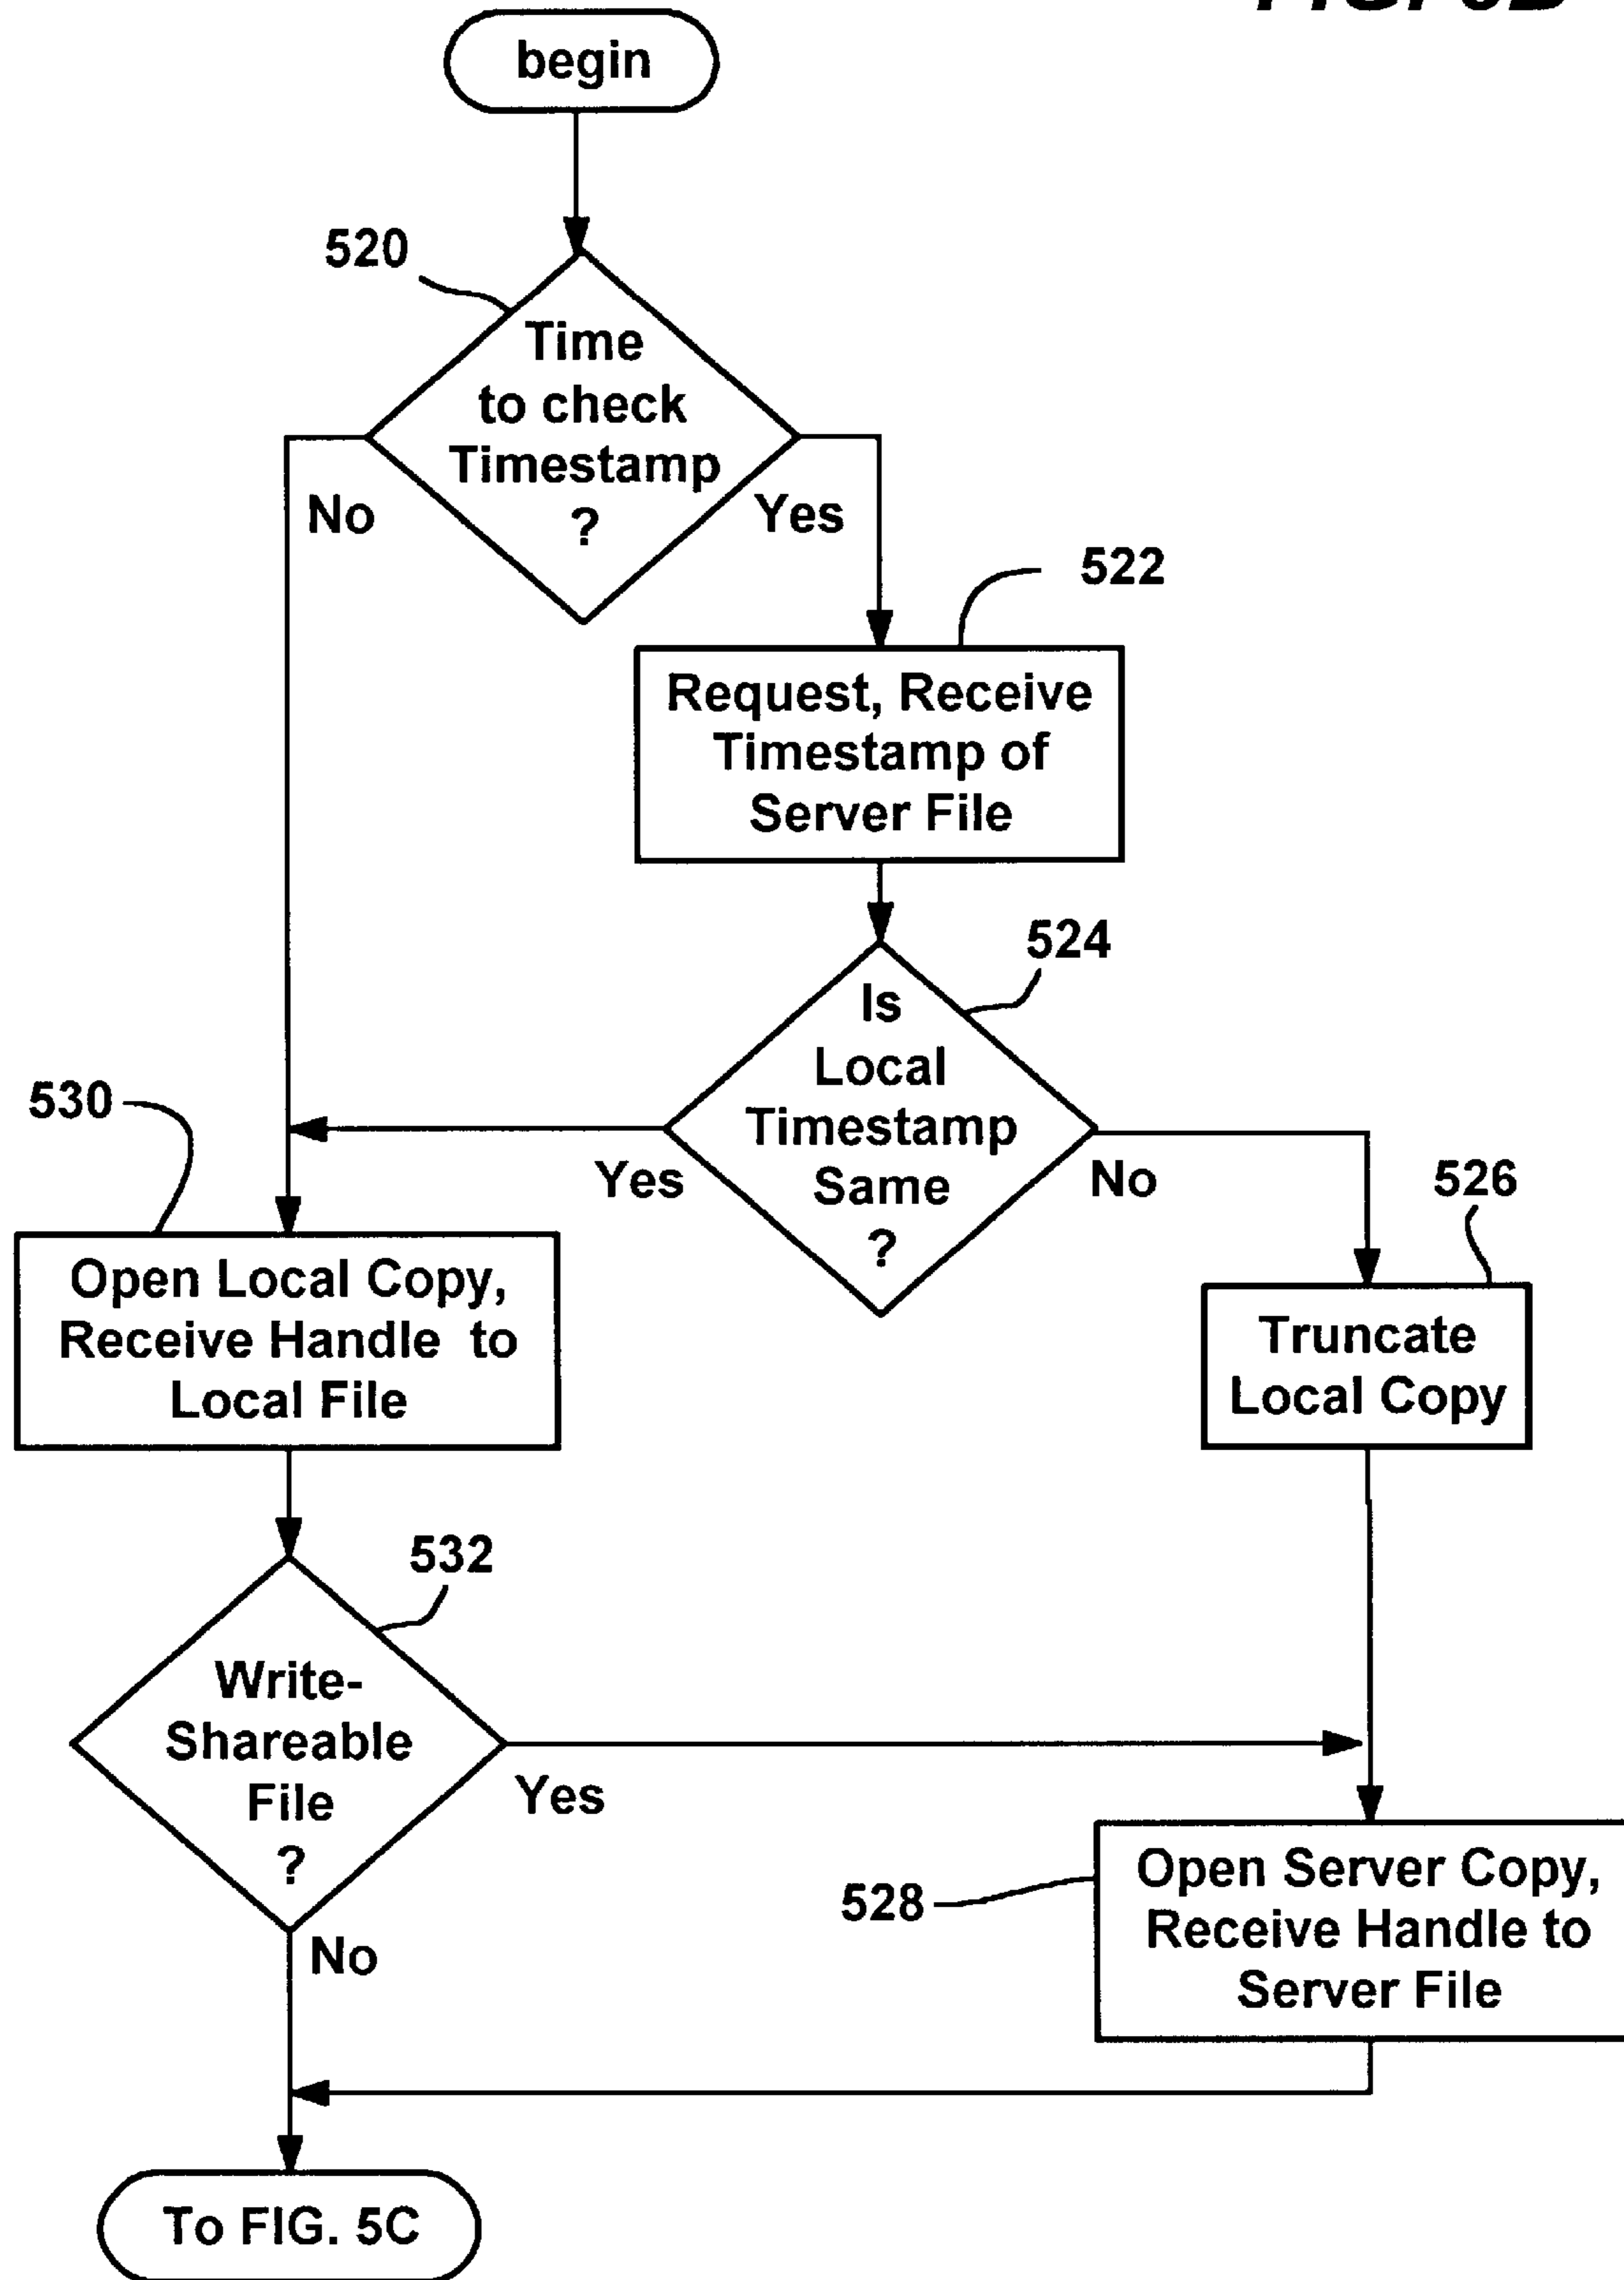 begin
520
Time
to check
Timestamp
?
No
Yes
522
Request, Receive
Timestamp of
Server File
524
Is
Local
Timestamp
Same
?
Yes
No
530
526
Open Local Copy,
Receive Handle to
Local File
Truncate
Local Copy
532
Write-
Shareable
File
?
Yes
No
528
Open Server Copy,
Receive Handle to
Server File
To FIG. 5C